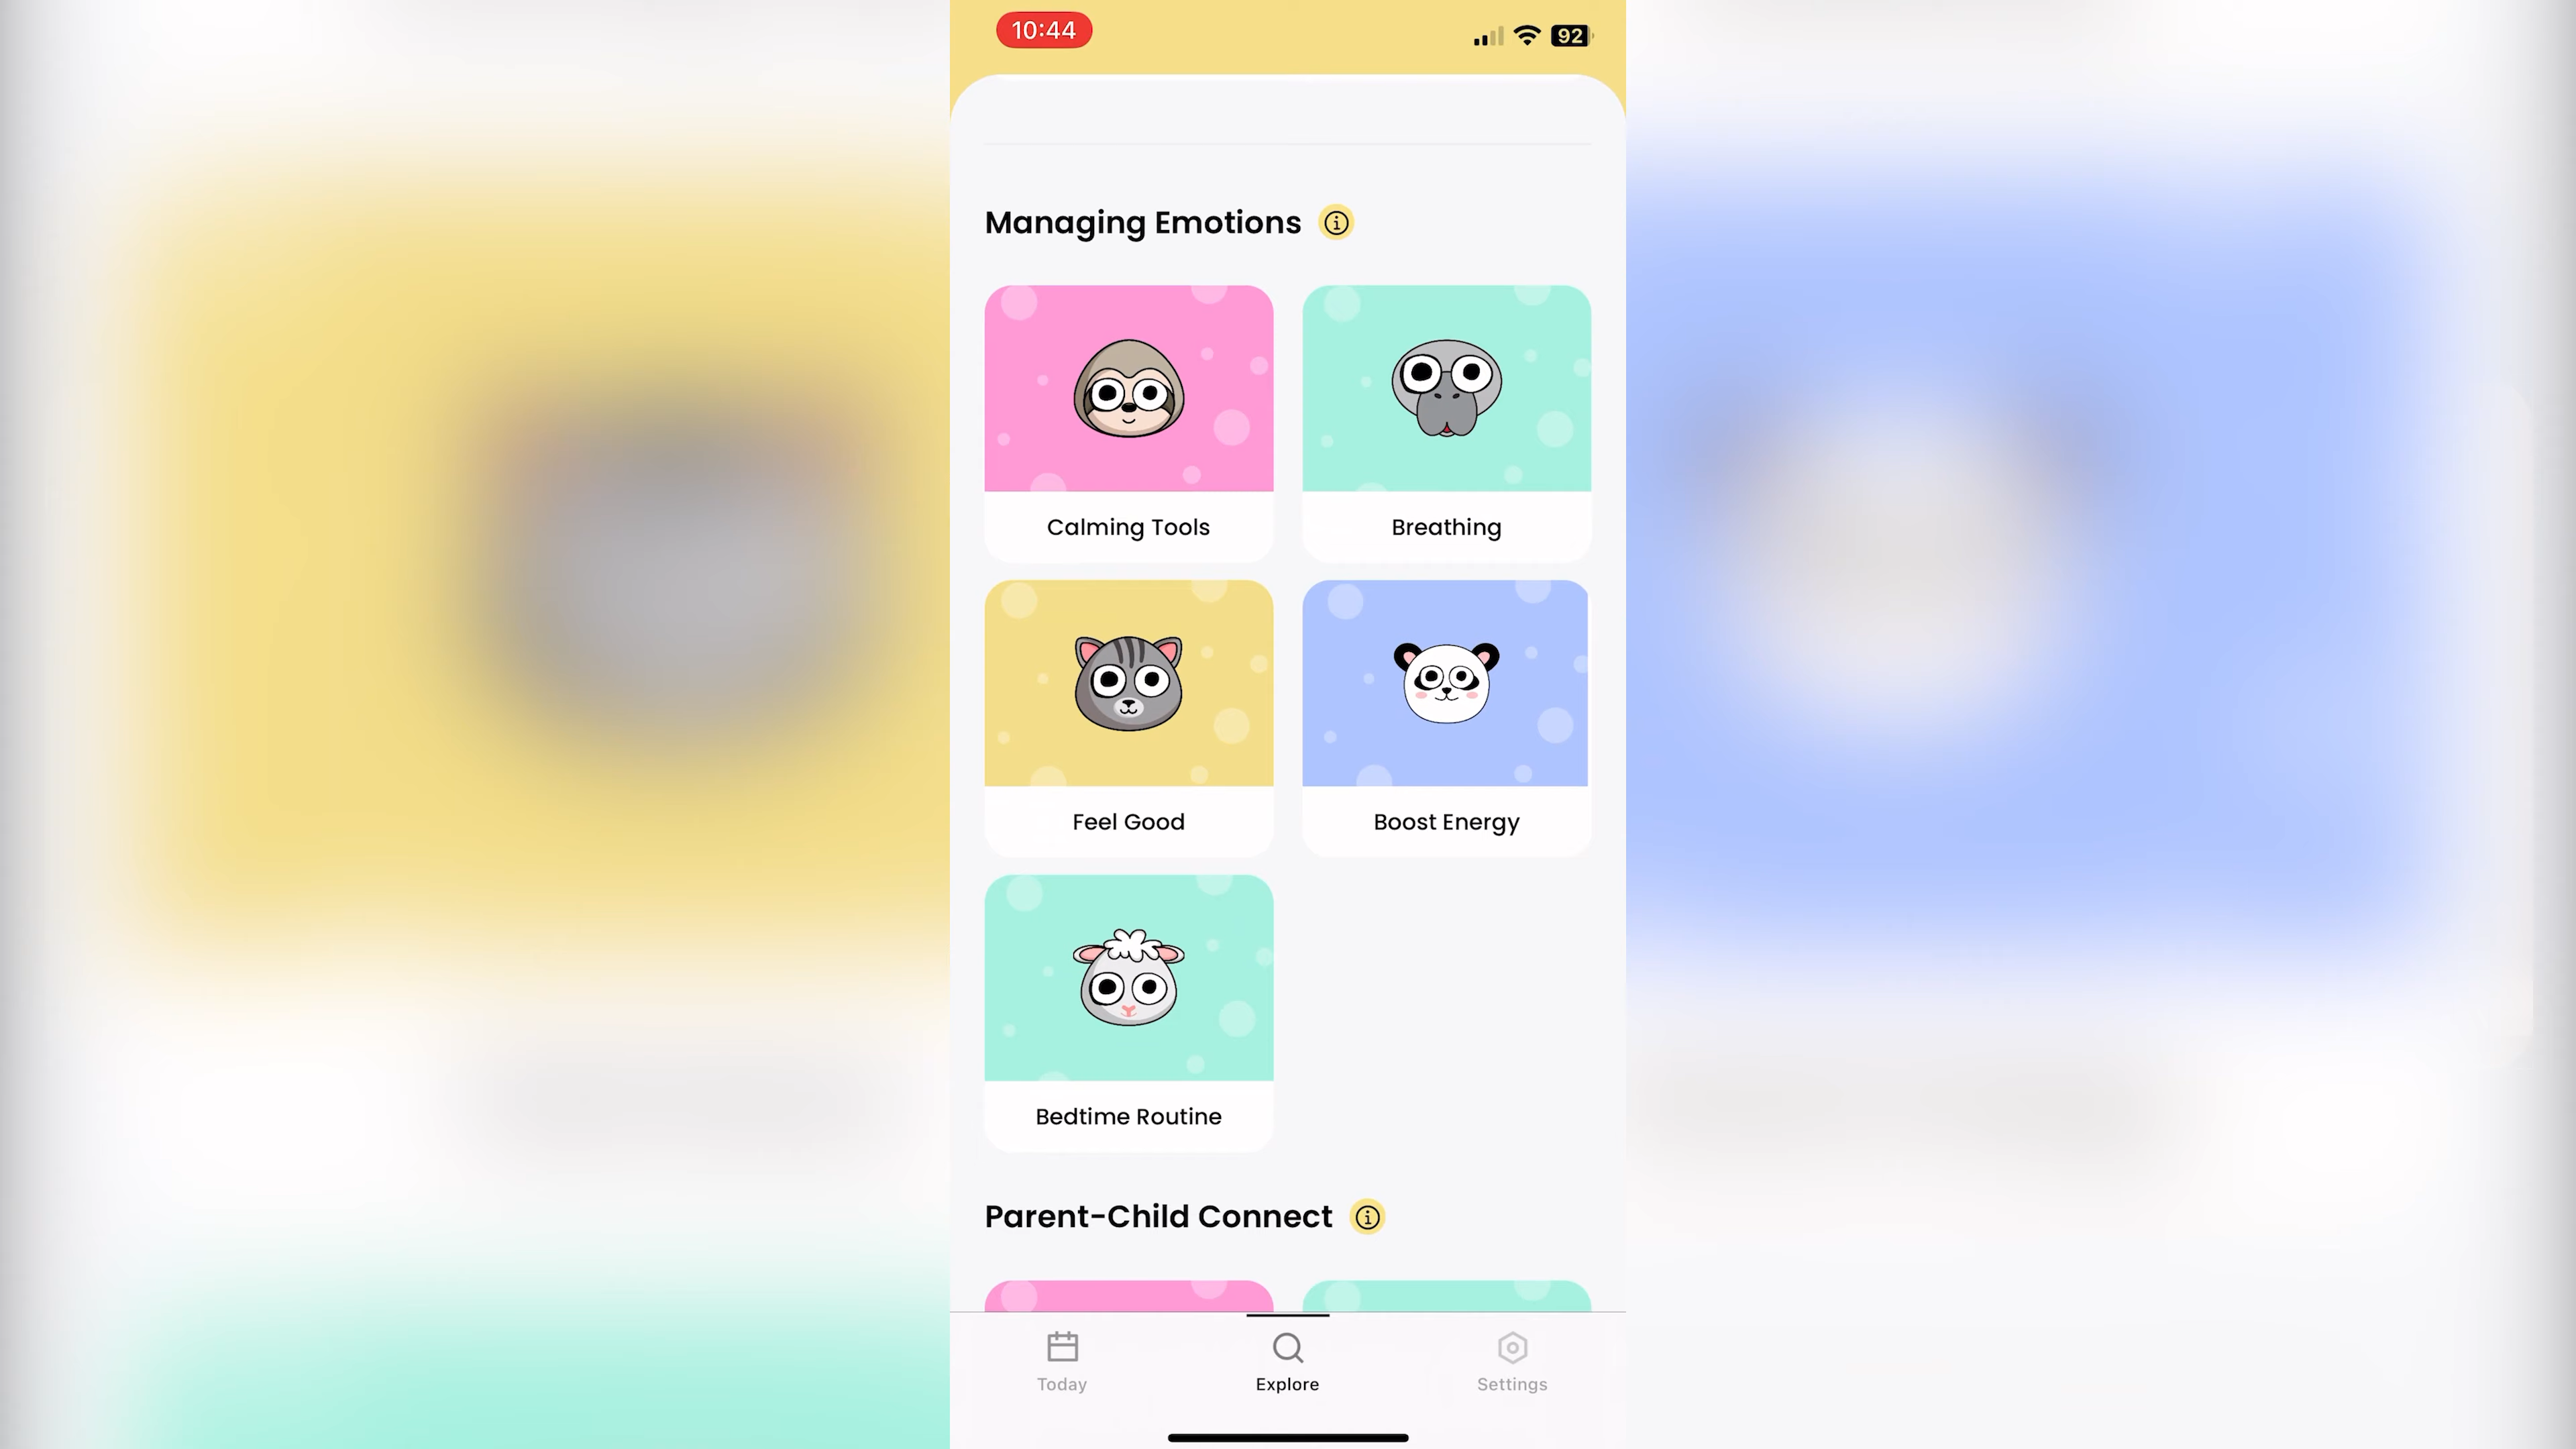 10:44
92
Managing Emotions
Calming Tools
Breathing
Feel Good
Boost Energy
Bedtime Routine
Parent-Child Connect
Today
Explore
Settings